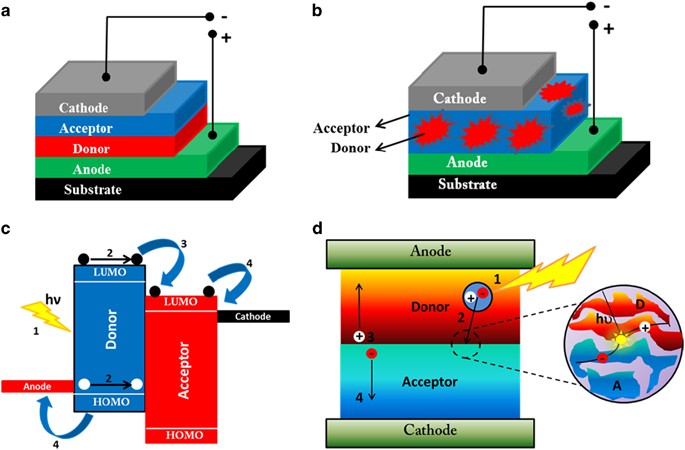 a
-
+
Cathode
Acceptor
Donor
Anode
Substrate
b
-
+
Cathode
Acceptor
Donor
Anode
Substrate
c
2
3
4
LUMO
hν
1
LUMO
Cathode
Donor
Acceptor
Anode
2
HOMO
4
HOMO
d
Anode
1
+
-
Donor
2
+
3
-
Acceptor
4
Cathode
D
hυ
+
-
A